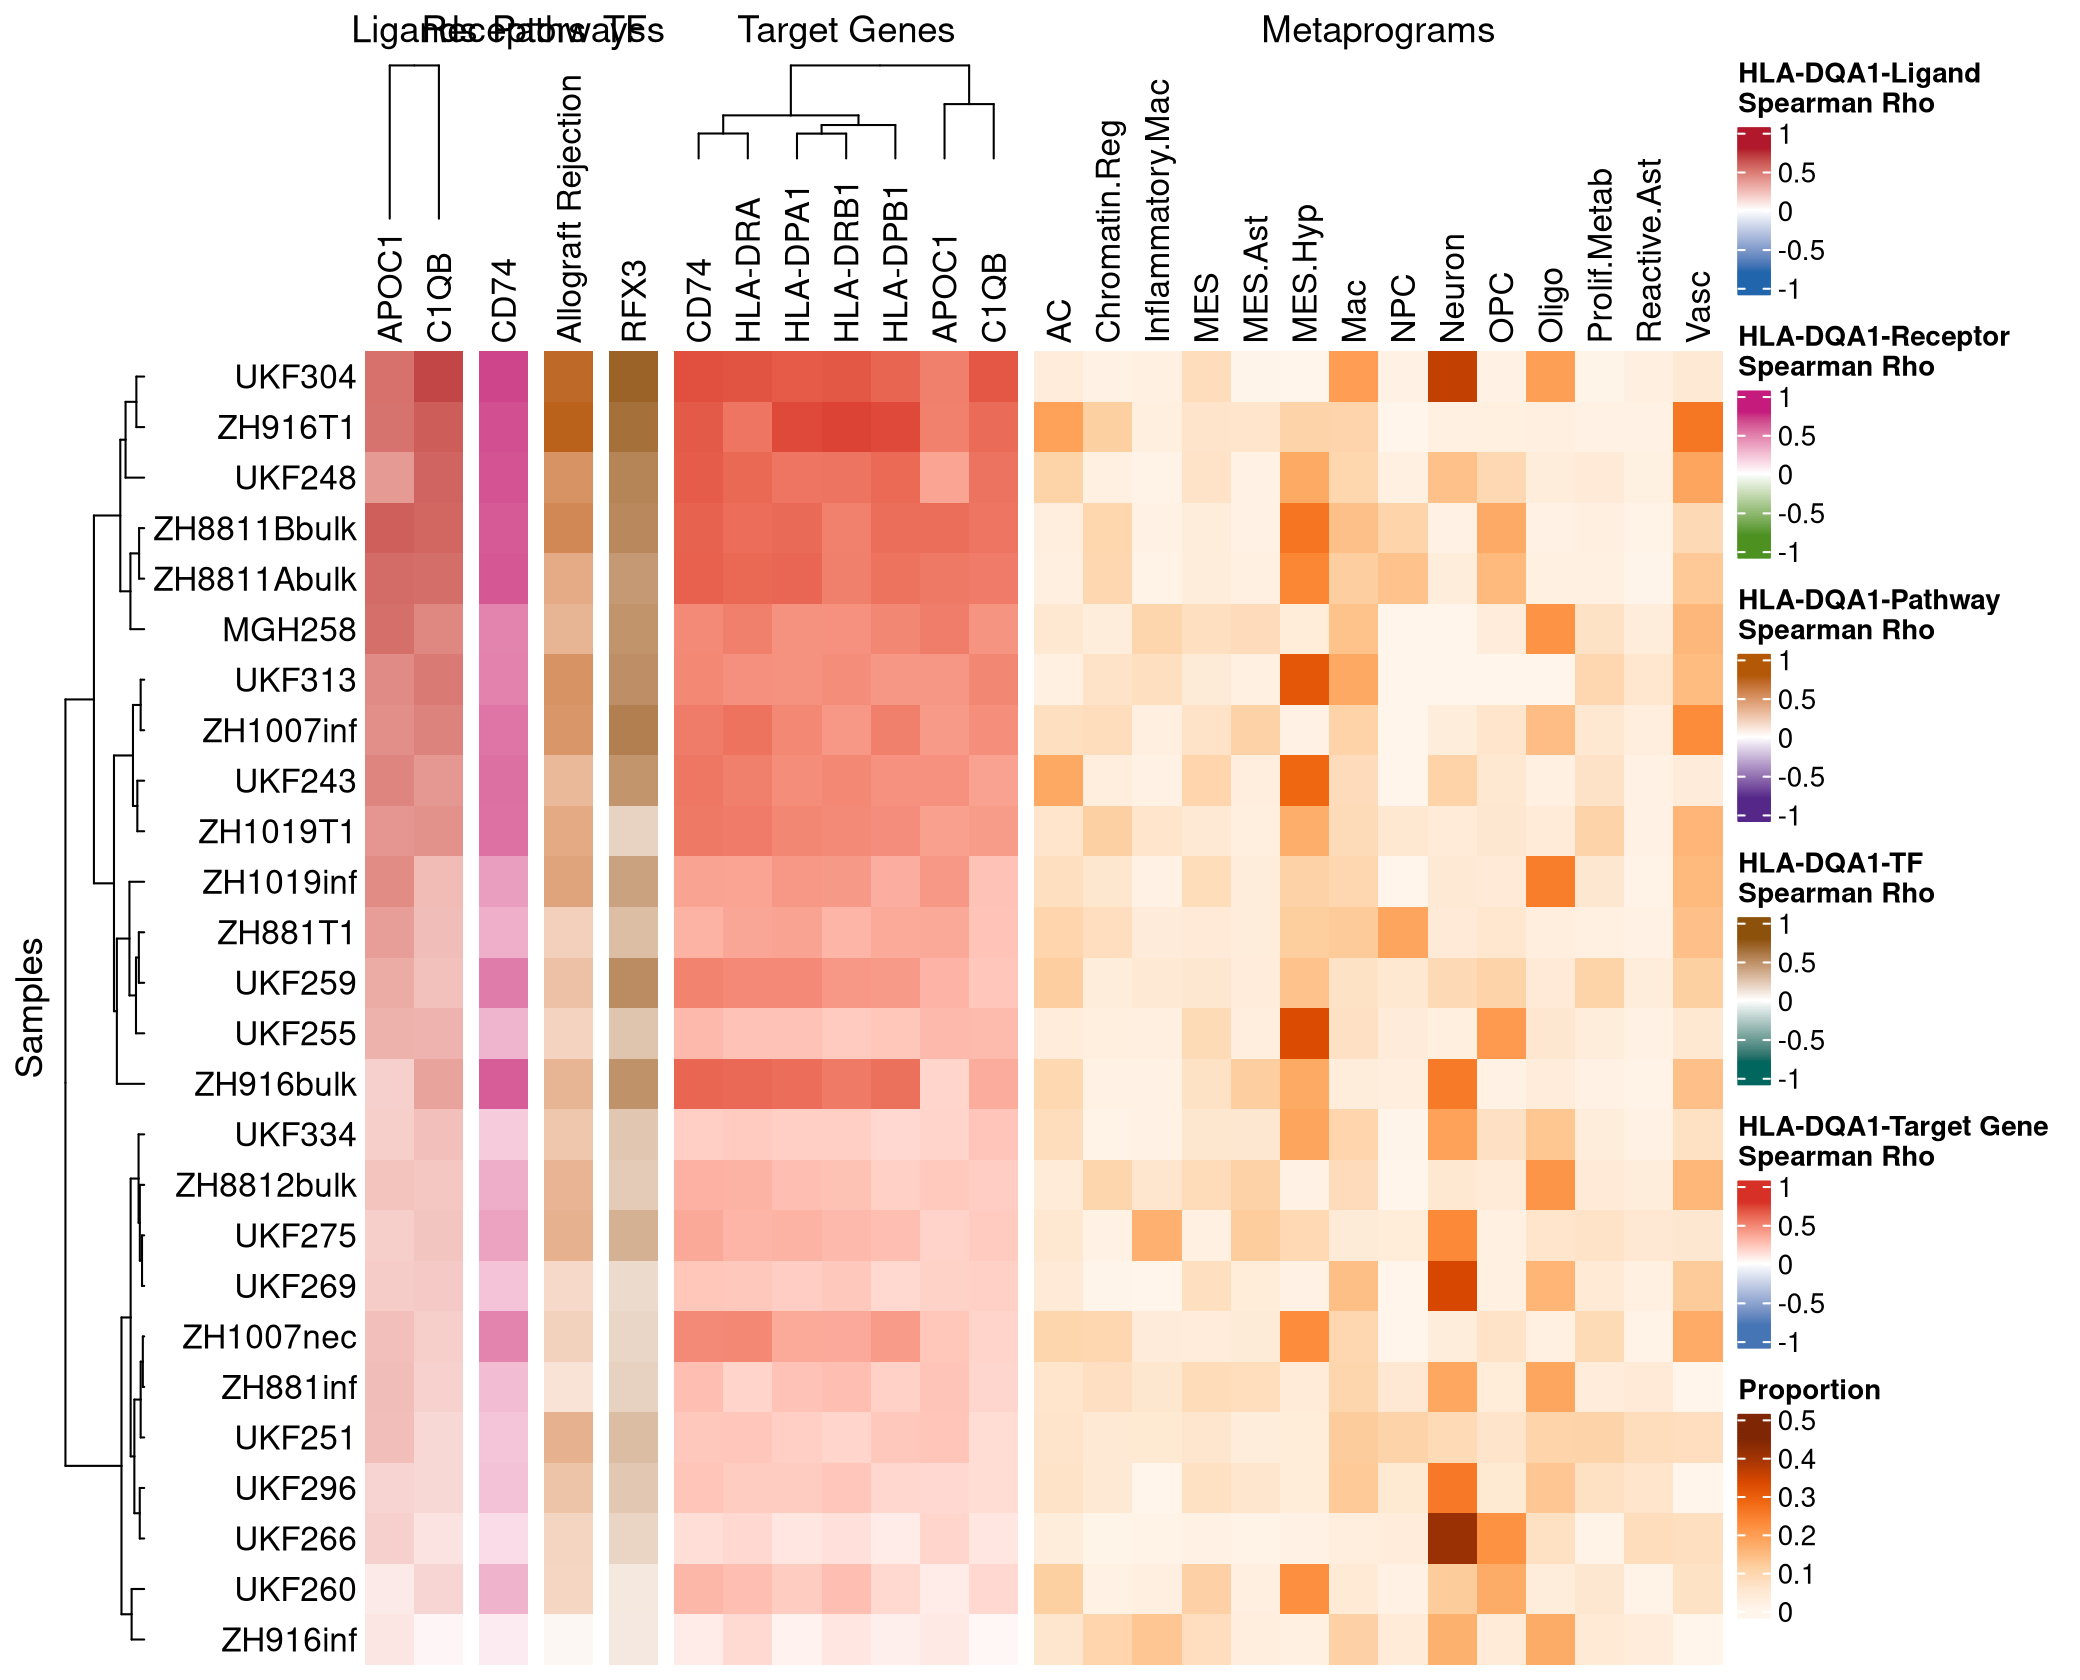 Ligands Receptors Pathways TFs Target Genes Metaprograms
APOC1 C1QB CD74 Allograft Rejection RFX3 CD74 HLA-DRA HLA-DPA1 HLA-DRB1 HLA-DPB1 APOC1 C1QB AC Chromatin.Reg Inflammatory.Mac MES MES.Ast MES.Hyp Mac NPC Neuron OPC Oligo Prolif.Metab Reactive.Ast Vasc
Samples
UKF304
ZH916T1
UKF248
ZH8811Bbulk
ZH8811Abulk
MGH258
UKF313
ZH1007inf
UKF243
ZH1019T1
ZH1019inf
ZH881T1
UKF259
UKF255
ZH916bulk
UKF334
ZH8812bulk
UKF275
UKF269
ZH1007nec
ZH881inf
UKF251
UKF296
UKF266
UKF260
ZH916inf
HLA-DQA1-Ligand
Spearman Rho
1
0.5
0
-0.5
-1
HLA-DQA1-Receptor
Spearman Rho
1
0.5
0
-0.5
-1
HLA-DQA1-Pathway
Spearman Rho
1
0.5
0
-0.5
-1
HLA-DQA1-TF
Spearman Rho
1
0.5
0
-0.5
-1
HLA-DQA1-Target Gene
Spearman Rho
1
0.5
0
-0.5
-1
Proportion
0.5
0.4
0.3
0.2
0.1
0